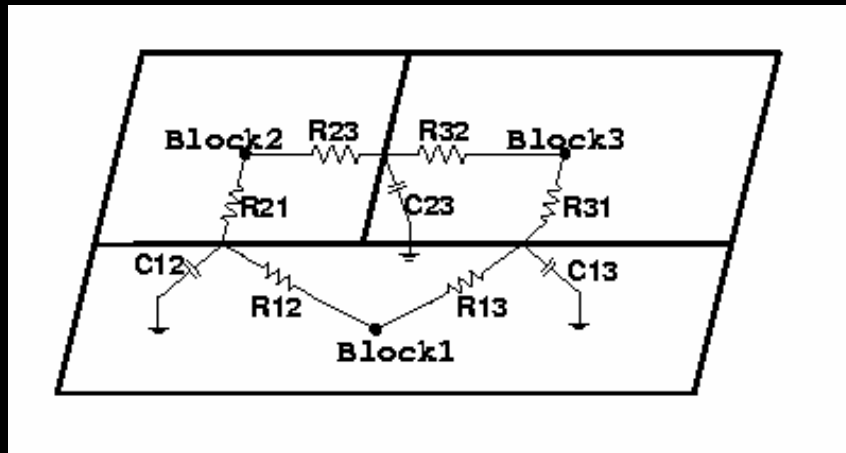 R23 R32
Block2 Block3
R21 C23 R31
C12 C13
R12 R13
Block1